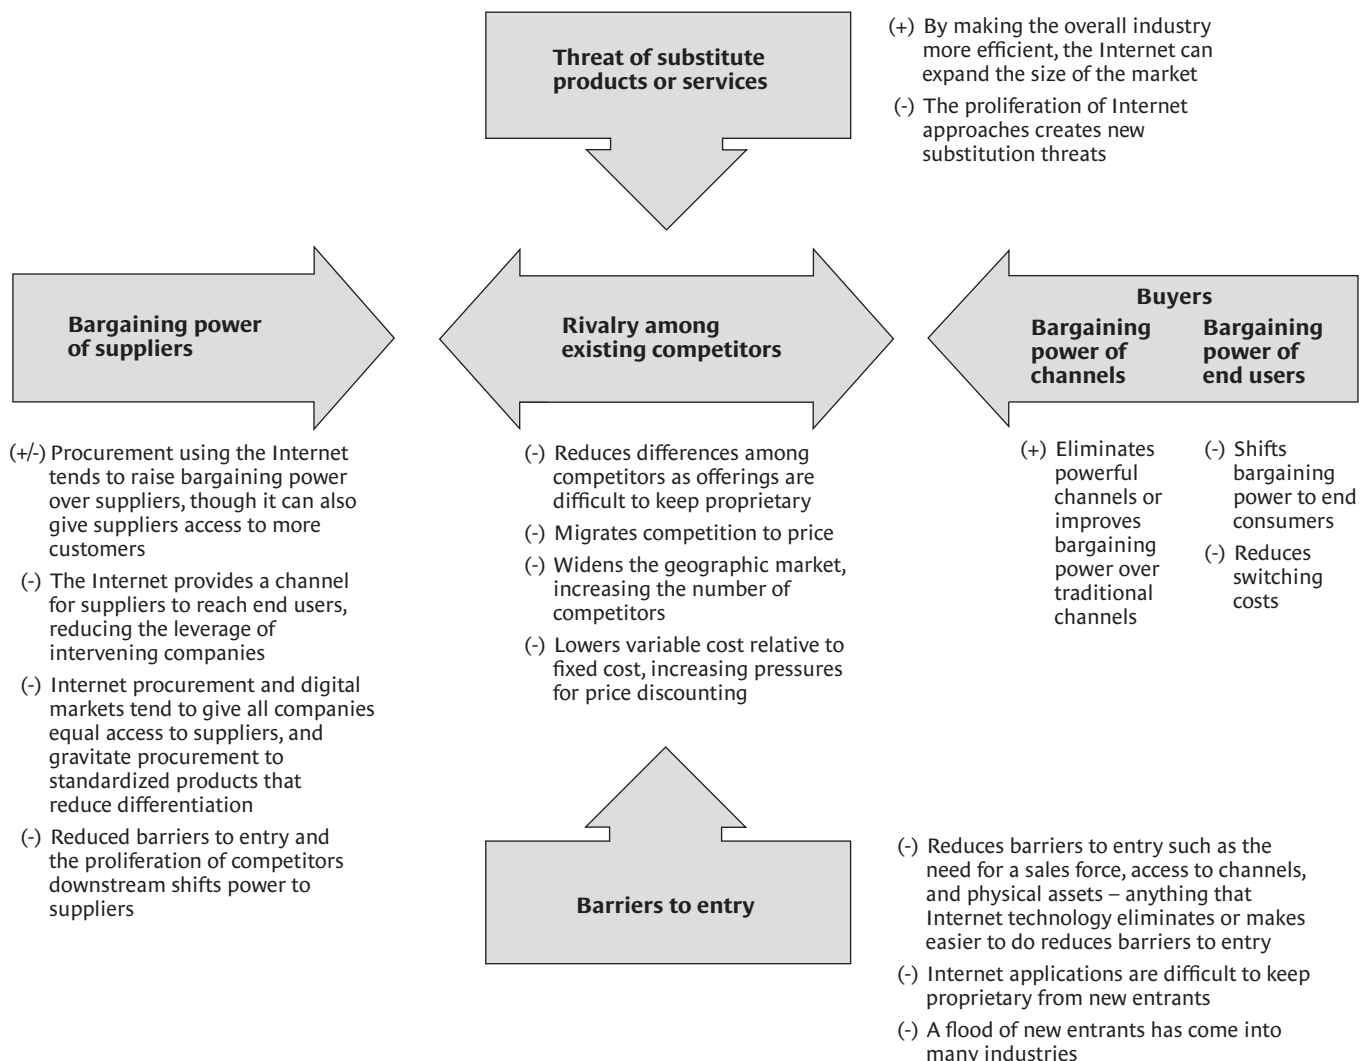 Threat of substitute
products or services
(+) By making the overall industry
more efficient, the Internet can
expand the size of the market
(-) The proliferation of Internet
approaches creates new
substitution threats
Bargaining power
of suppliers
(+/-) Procurement using the Internet
tends to raise bargaining power
over suppliers, though it can also
give suppliers access to more
customers
(-) The Internet provides a channel
for suppliers to reach end users,
reducing the leverage of
intervening companies
(-) Internet procurement and digital
markets tend to give all companies
equal access to suppliers, and
gravitate procurement to
standardized products that
reduce differentiation
(-) Reduced barriers to entry and
the proliferation of competitors
downstream shifts power to
suppliers
Rivalry among
existing competitors
(-) Reduces differences among
competitors as offerings are
difficult to keep proprietary
(-) Migrates competition to price
(-) Widens the geographic market,
increasing the number of
competitors
(-) Lowers variable cost relative to
fixed cost, increasing pressures
for price discounting
Buyers
Bargaining
power of
channels
Bargaining
power of
end users
(+) Eliminates
powerful
channels or
improves
bargaining
power over
traditional
channels
(-) Shifts
bargaining
power to end
consumers
(-) Reduces
switching
costs
Barriers to entry
(-) Reduces barriers to entry such as the
need for a sales force, access to channels,
and physical assets – anything that
Internet technology eliminates or makes
easier to do reduces barriers to entry
(-) Internet applications are difficult to keep
proprietary from new entrants
(-) A flood of new entrants has come into
many industries